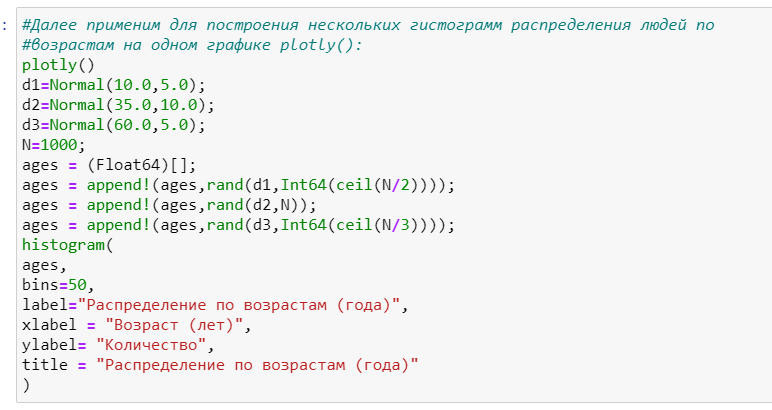 : #Далее применим для построения нескольких гистограмм распределения людей по
#возрастам на одном графике plotly():
plotly()
d1=Normal(10.0,5.0);
d2=Normal(35.0,10.0);
d3=Normal(60.0,5.0);
N=1000;
ages = (Float64)[];
ages = append!(ages,rand(d1,Int64(ceil(N/2))));
ages = append!(ages,rand(d2,N));
ages = append!(ages,rand(d3,Int64(ceil(N/3))));
histogram(
ages,
bins=50,
label="Распределение по возрастам (года)",
xlabel = "Возраст (лет)",
ylabel= "Количество",
title = "Распределение по возрастам (года)"
)